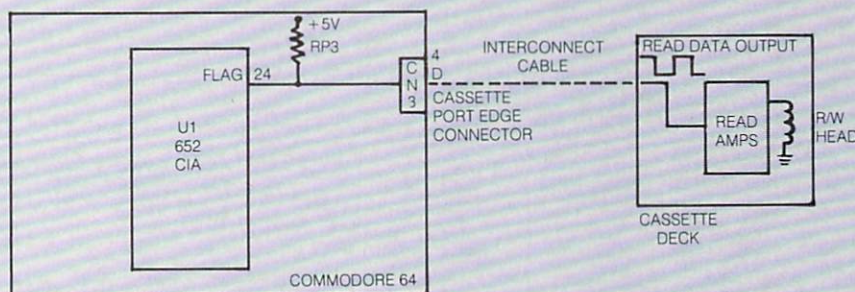 +5V
RP3
FLAG
24
U1
652
CIA
C
N
3
4
D
CASSETTE
PORT EDGE
CONNECTOR
COMMODORE 64
INTERCONNECT
CABLE
READ DATA OUTPUT
READ
AMPS
R/W
HEAD
CASSETTE
DECK